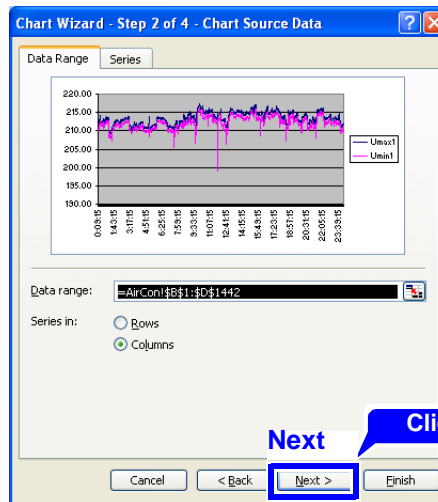 Chart Wizard - Step 2 of 4 - Chart Source Data
Data Range Series
220.00
215.00
210.00
205.00
200.00
195.00
190.00
Umax1
Umin1
0:09:15 1:43:15 3:17:15 4:51:15 6:25:15 7:59:15 9:33:15 11:07:15 12:41:15 14:15:15 15:49:15 17:23:15 18:57:15 20:31:15 22:05:15 23:39:15
Data range: =AirCon!$B$1:$D$1442
Series in: Rows
Columns
Next
Cancel < Back Next > Finish